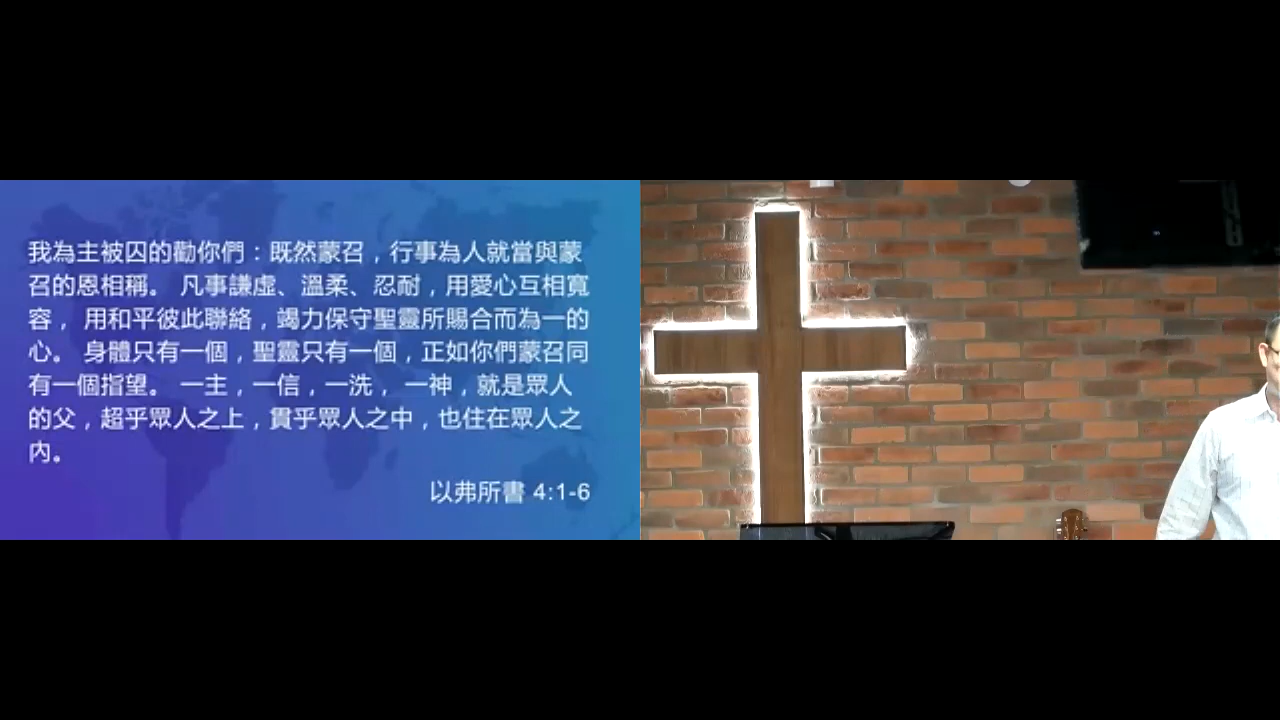 我為主被囚的勸你們：既然蒙召，行事為人就當與蒙
召的恩相稱。 凡事謙虛、溫柔、忍耐，用愛心互相寬
容， 用和平彼此聯絡，竭力保守聖靈所賜合而為一的
心。 身體只有一個，聖靈只有一個，正如你們蒙召同
有一個指望。 一主，一信，一洗， 一神，就是眾人
的父，超乎眾人之上，貫乎眾人之中，也住在眾人之
內。
以弗所書 4:1-6